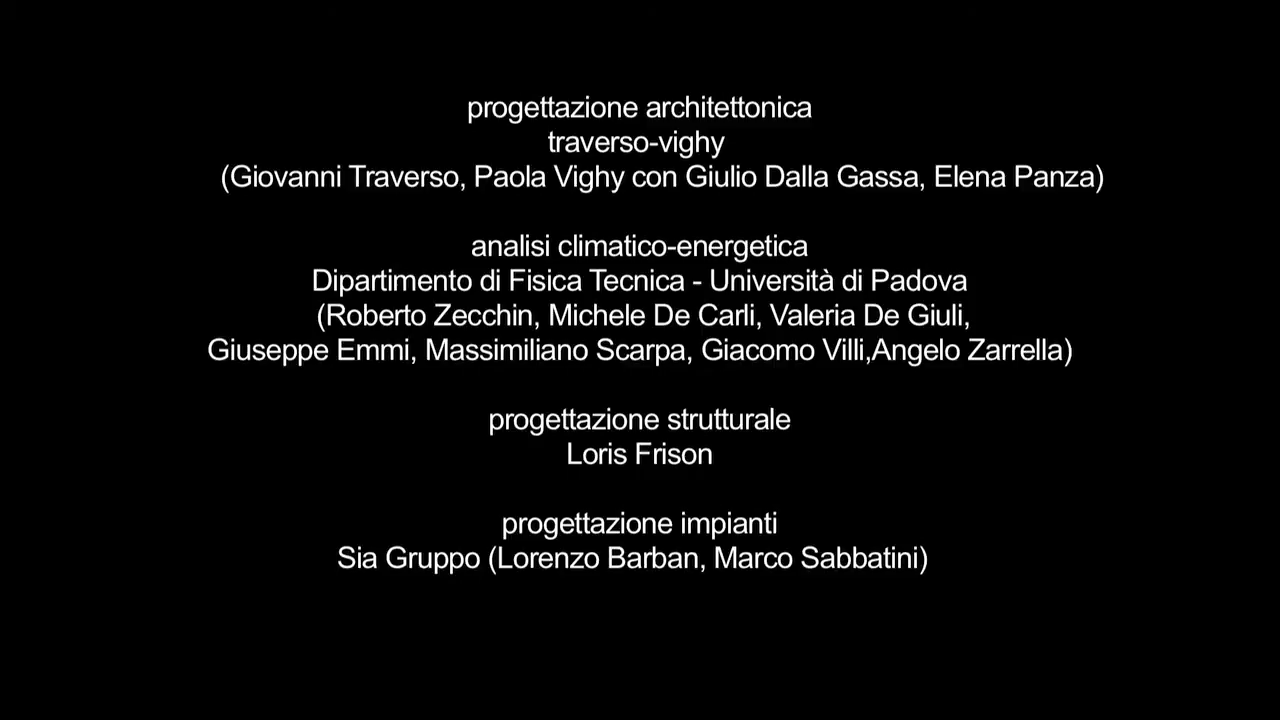 progettazione architettonica
traverso-vighy
(Giovanni Traverso, Paola Vighy con Giulio Dalla Gassa, Elena Panza)
analisi climatico-energetica
Dipartimento di Fisica Tecnica - Università di Padova
(Roberto Zecchin, Michele De Carli, Valeria De Giuli,
Giuseppe Emmi, Massimiliano Scarpa, Giacomo Villi,Angelo Zarrella)
progettazione strutturale
Loris Frison
progettazione impianti
Sia Gruppo (Lorenzo Barban, Marco Sabbatini)